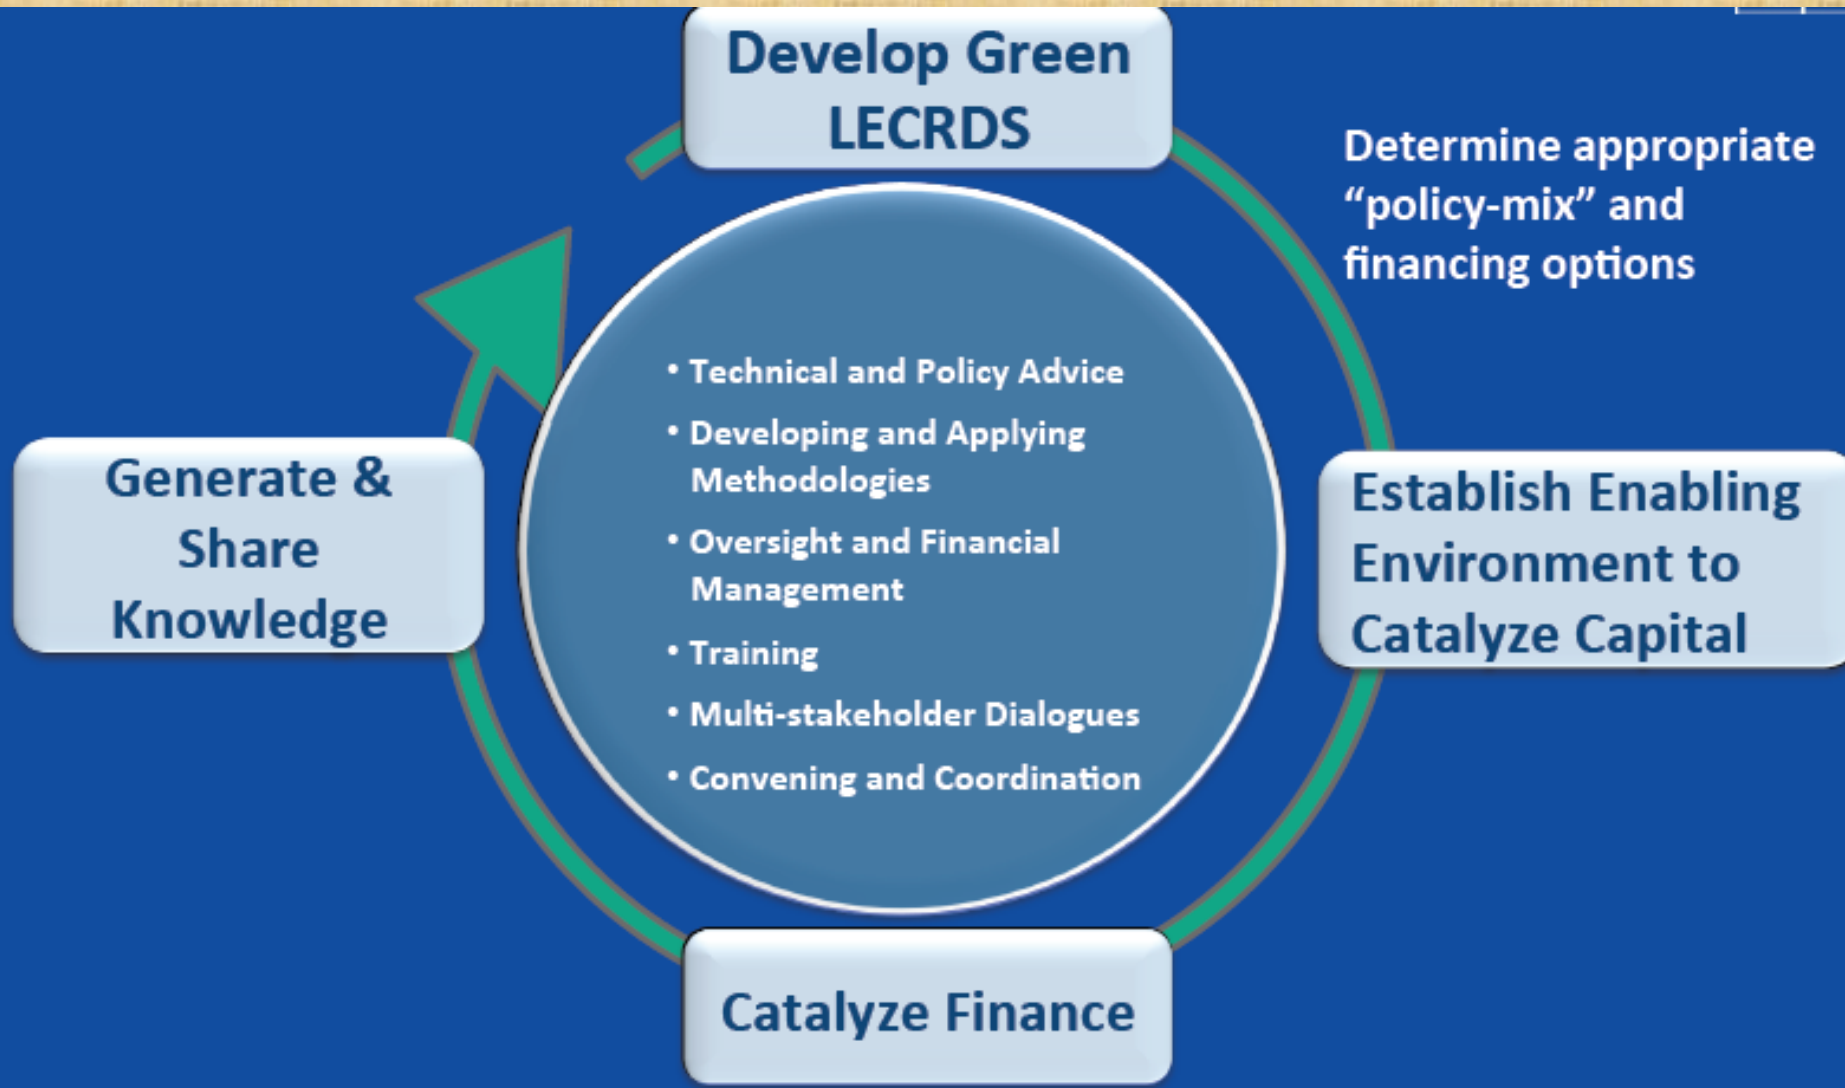 Develop Green
LECRDS
Determine appropriate
“policy-mix” and
financing options
• Technical and Policy Advice
• Developing and Applying
Methodologies
• Oversight and Financial
Management
• Training
• Multi-stakeholder Dialogues
• Convening and Coordination
Generate &
Share
Knowledge
Establish Enabling
Environment to
Catalyze Capital
Catalyze Finance